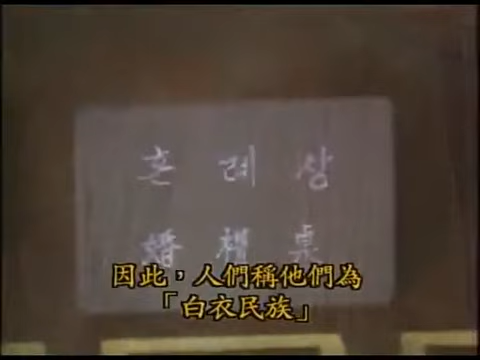 혼 례 상
婚 禮 桌
因此，人們稱他們為
「白衣民族」